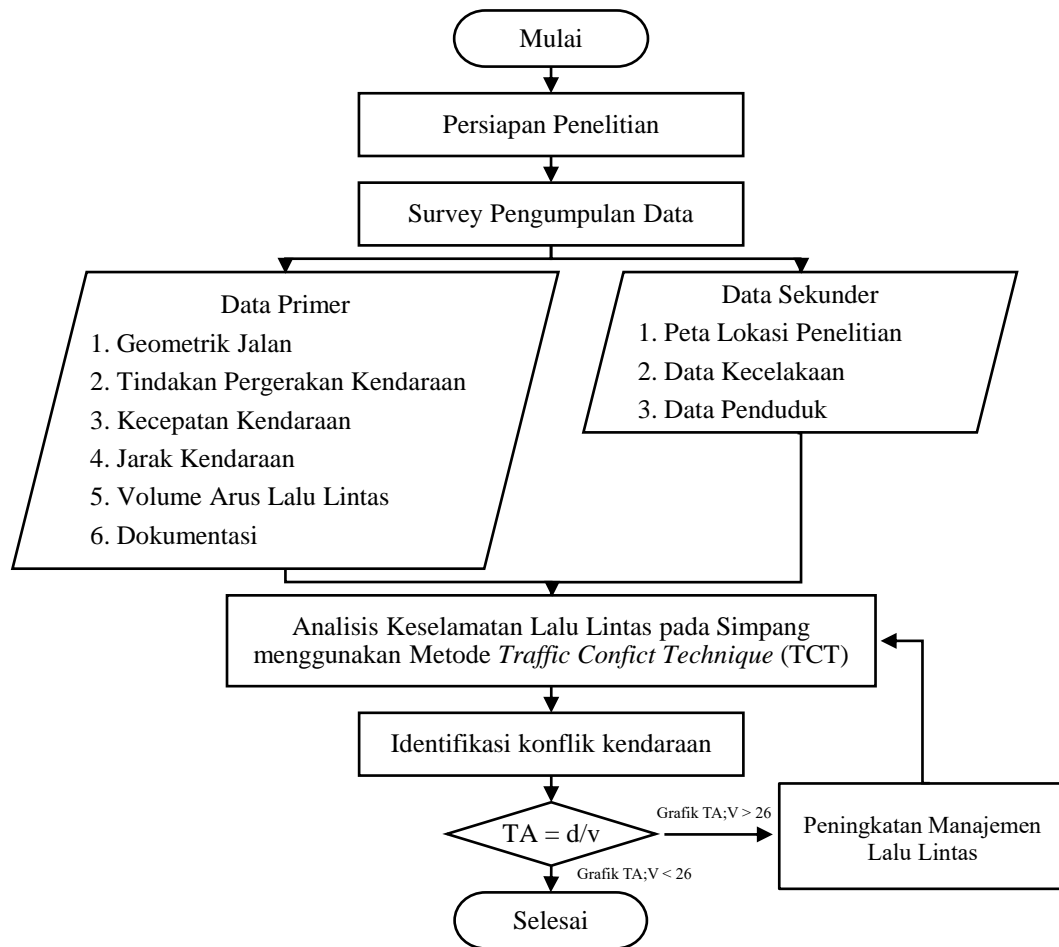 Mulai
Persiapan Penelitian
Survey Pengumpulan Data
Data Primer
1. Geometrik Jalan
2. Tindakan Pergerakan Kendaraan
3. Kecepatan Kendaraan
4. Jarak Kendaraan
5. Volume Arus Lalu Lintas
6. Dokumentasi
Data Sekunder
1. Peta Lokasi Penelitian
2. Data Kecelakaan
3. Data Penduduk
Analisis Keselamatan Lalu Lintas pada Simpang
menggunakan Metode Traffic Confict Technique (TCT)
Identifikasi konflik kendaraan
TA = d/v
Grafik TA;V > 26
Peningkatan Manajemen
Lalu Lintas
Grafik TA;V < 26
Selesai